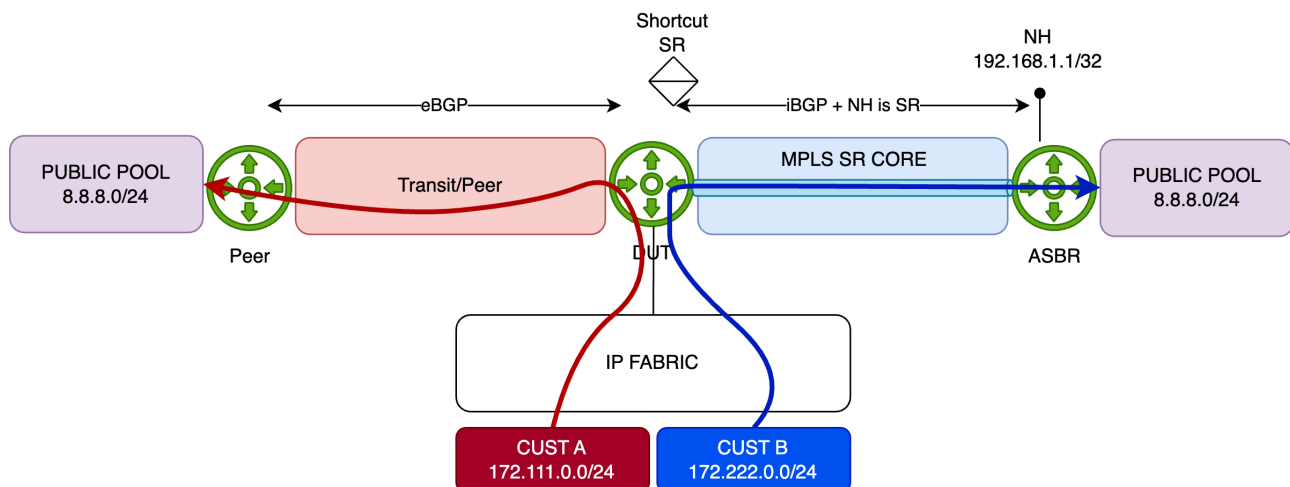 Shortcut
SR
NH
192.168.1.1/32
eBGP
iBGP + NH is SR
PUBLIC POOL
8.8.8.0/24
Transit/Peer
MPLS SR CORE
PUBLIC POOL
8.8.8.0/24
Peer
DUT
ASBR
IP FABRIC
CUST A
172.111.0.0/24
CUST B
172.222.0.0/24